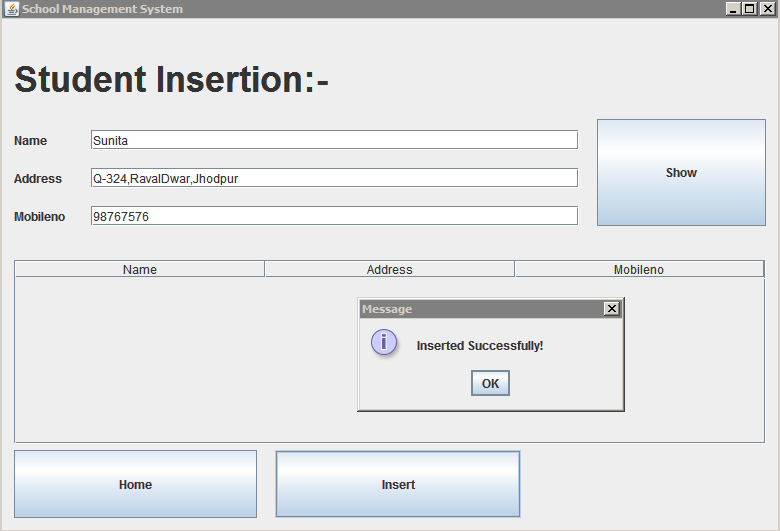 School Management System
Student Insertion:-
Name Sunita
Address Q-324,RavalDwar,Jhodpur
Mobileno 98767576
Show
Name Address Mobileno
Message
i
Inserted Successfully!
OK
Home Insert